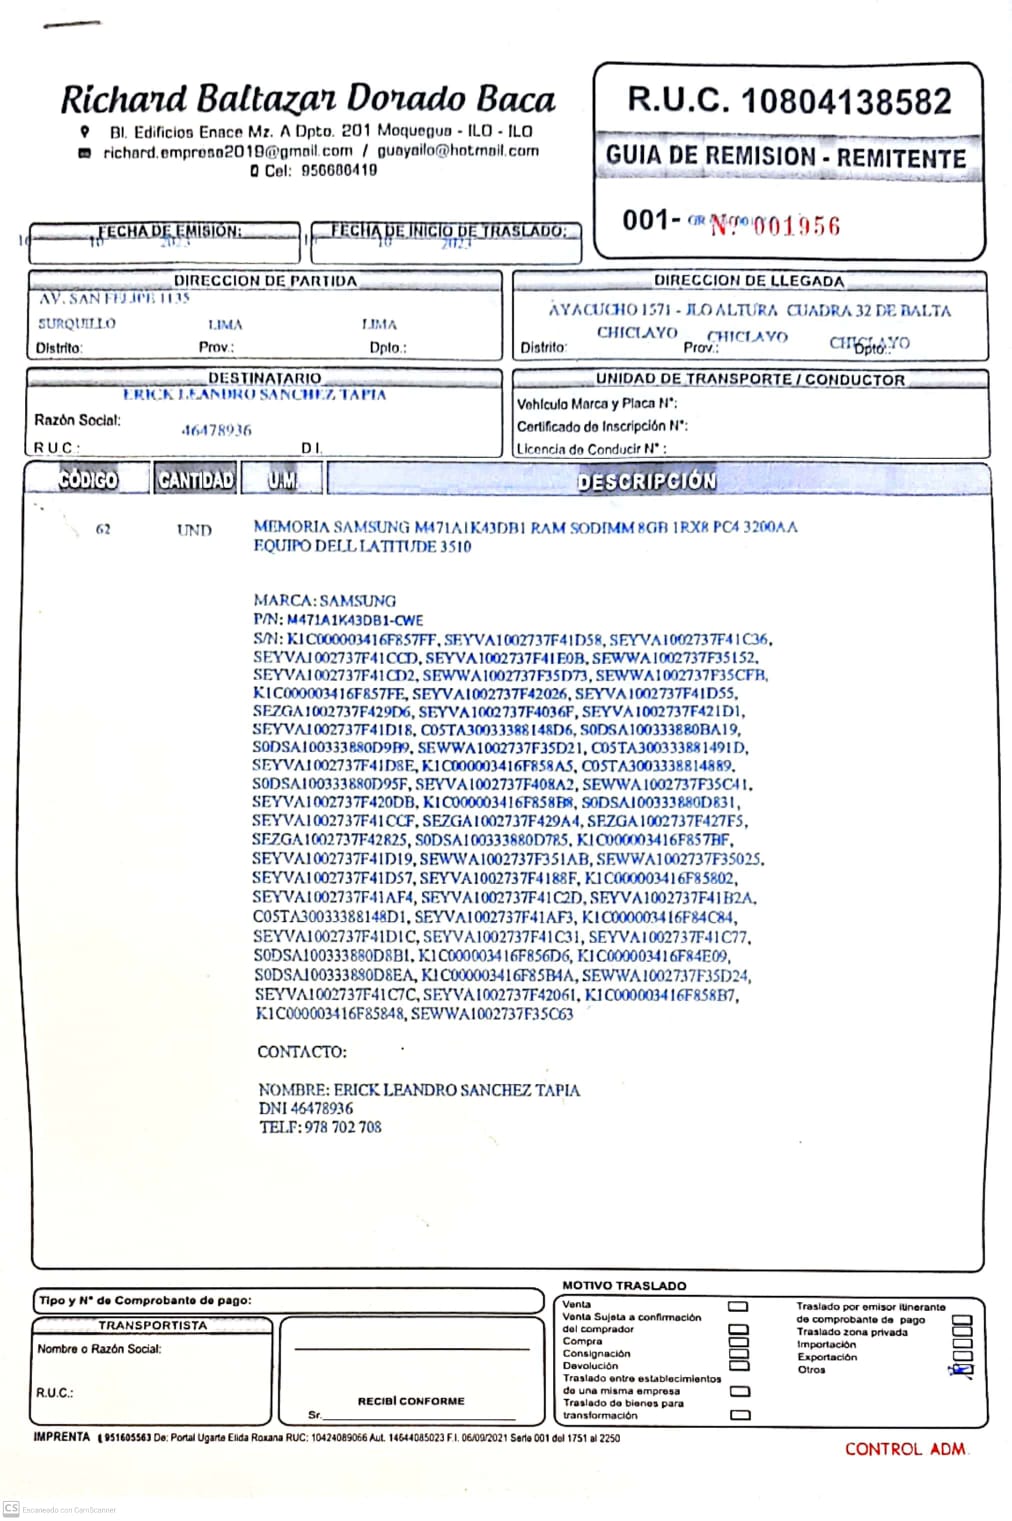 Richard Baltazar Dorado Baca
Bl. Edificios Enace Mz. A Dpto. 201 Moquegua - ILO - ILO
richard.empresa2019@gmail.com / guayoilo@hotmail.com
Cel: 956680419
R.U.C. 10804138582
GUIA DE REMISION - REMITENTE
001- Nº 001956
FECHA DE EMISIÓN:
10 2023
FECHA DE INICIO DE TRASLADO:
10 2023
DIRECCION DE PARTIDA
AV. SAN FELIPE 1135
SURQUILLO LIMA LIMA
Distrito: Prov.: Dpto.:
DIRECCION DE LLEGADA
AYACUCHO 1571 - JLO ALTURA CUADRA 32 DE BALTA
CHICLAYO CHICLAYO CHICLAYO
Distrito: Prov.: Dpto.:
DESTINATARIO
ERICK LEANDRO SANCHEZ TAPIA
Razón Social:
46478936
R U C : D I.
UNIDAD DE TRANSPORTE / CONDUCTOR
Vehículo Marca y Placa N°:
Certificado de Inscripción N°:
Licencia de Conducir N° :
CÓDIGO CANTIDAD U.M. DESCRIPCIÓN
62 UND MEMORIA SAMSUNG M471A1K43DB1 RAM SODIMM 8GB 1RX8 PC4 3200AA
EQUIPO DELL LATITUDE 3510
MARCA: SAMSUNG
P/N: M471A1K43DB1-CWE
S/N: K1C000003416F857FF, SEYVA1002737F41D58, SEYVA1002737F41C36,
SEYVA1002737F41CCD, SEYVA1002737F41E0B, SEWWA1002737F35152,
SEYVA1002737F41CD2, SEWWA1002737F35D73, SEWWA1002737F35CFB,
K1C000003416F857FE, SEYVA1002737F42026, SEYVA1002737F41D55,
SEZGA1002737F429D6, SEYVA1002737F4036F, SEYVA1002737F421D1,
SEYVA1002737F41D18, C05TA30033388148D6, S0DSA100333880BA19,
S0DSA100333880D9B9, SEWWA1002737F35D21, C05TA300333881491D,
SEYVA1002737F41D8E, K1C000003416F858A5, C05TA3003338814889,
S0DSA100333880D95F, SEYVA1002737F408A2, SEWWA1002737F35C41,
SEYVA1002737F420DB, K1C000003416F858B8, S0DSA100333880D831,
SEYVA1002737F41CCF, SEZGA1002737F429A4, SEZGA1002737F427F5,
SEZGA1002737F42825, S0DSA100333880D785, K1C000003416F857BF,
SEYVA1002737F41D19, SEWWA1002737F351AB, SEWWA1002737F35025,
SEYVA1002737F41D57, SEYVA1002737F4188F, K1C000003416F85802,
SEYVA1002737F41AF4, SEYVA1002737F41C2D, SEYVA1002737F41B2A,
C05TA30033388148D1, SEYVA1002737F41AF3, K1C000003416F84C84,
SEYVA1002737F41D1C, SEYVA1002737F41C31, SEYVA1002737F41C77,
S0DSA100333880D8B1, K1C000003416F856D6, K1C000003416F84E09,
S0DSA100333880D8EA, K1C000003416F85B4A, SEWWA1002737F35D24,
SEYVA1002737F41C7C, SEYVA1002737F42061, K1C000003416F858B7,
K1C000003416F85848, SEWWA1002737F35C63
CONTACTO:
NOMBRE: ERICK LEANDRO SANCHEZ TAPIA
DNI 46478936
TELF: 978 702 708
Tipo y N° de Comprobante de pago:
TRANSPORTISTA
Nombre o Razón Social:
R.U.C.:
RECIBÍ CONFORME
Sr.
MOTIVO TRASLADO
Venta
Venta Sujeta a confirmación
del comprador
Compra
Consignación
Devolución
Traslado entre establecimientos
de una misma empresa
Traslado de bienes para
transformación
Traslado por emisor itinerante
de comprobante de pago
Traslado zona privada
Importación
Exportación
Otros
IMPRENTA 951605563 De: Portal Ugarte Elida Roxana RUC: 10424089066 Aut. 14644085023 F.I. 06/09/2021 Serie 001 del 1751 al 2250
CONTROL ADM.
CS Escaneado con CamScanner